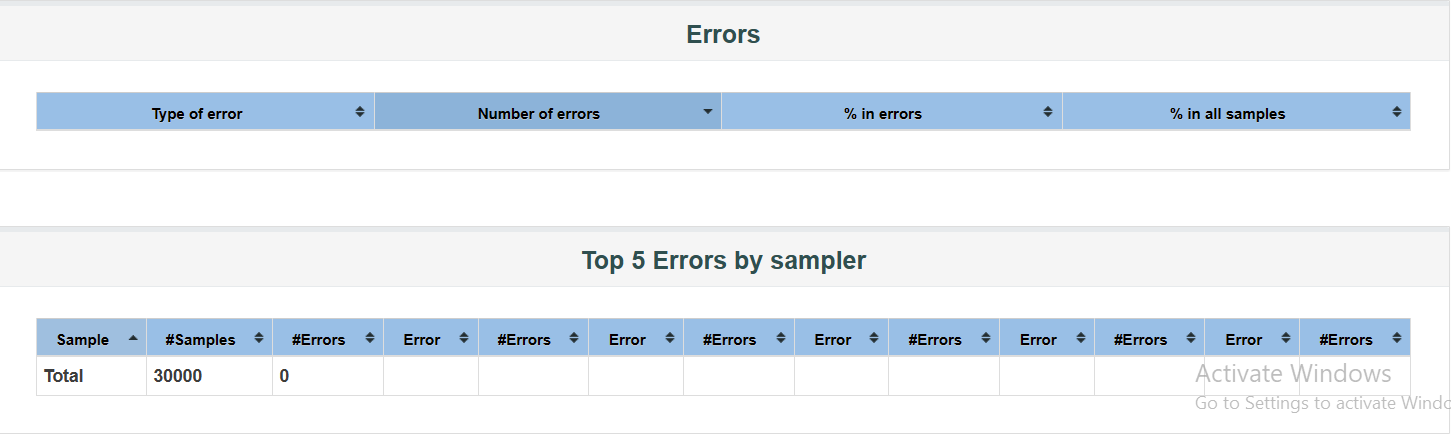 Errors
Type of error Number of errors % in errors % in all samples
Top 5 Errors by sampler
Sample #Samples #Errors Error #Errors Error #Errors Error #Errors Error #Errors Error #Errors
Total 30000 0
Activate Windows
Go to Settings to activate Windo